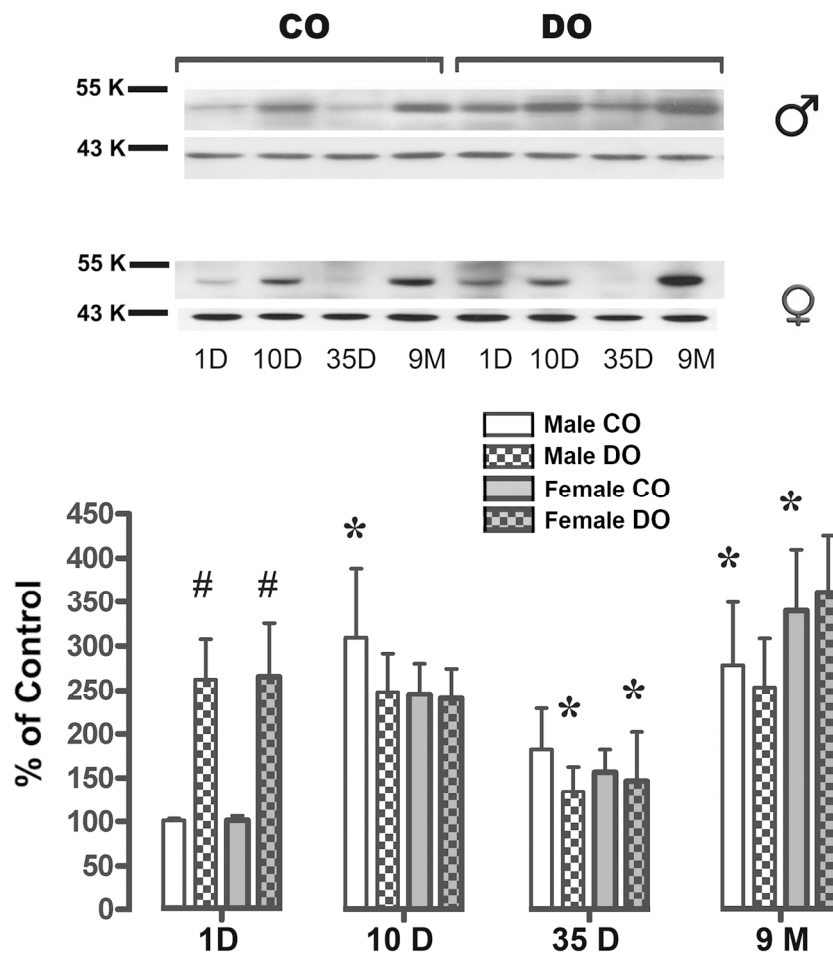 CO DO
55 K
43 K
♂
55 K
43 K
♀
1D 10D 35D 9M 1D 10D 35D 9M
Male CO
Male DO
Female CO
Female DO
% of Control
450
400
350
300
250
200
150
100
50
0
# # * * * * *
1D 10 D 35 D 9 M